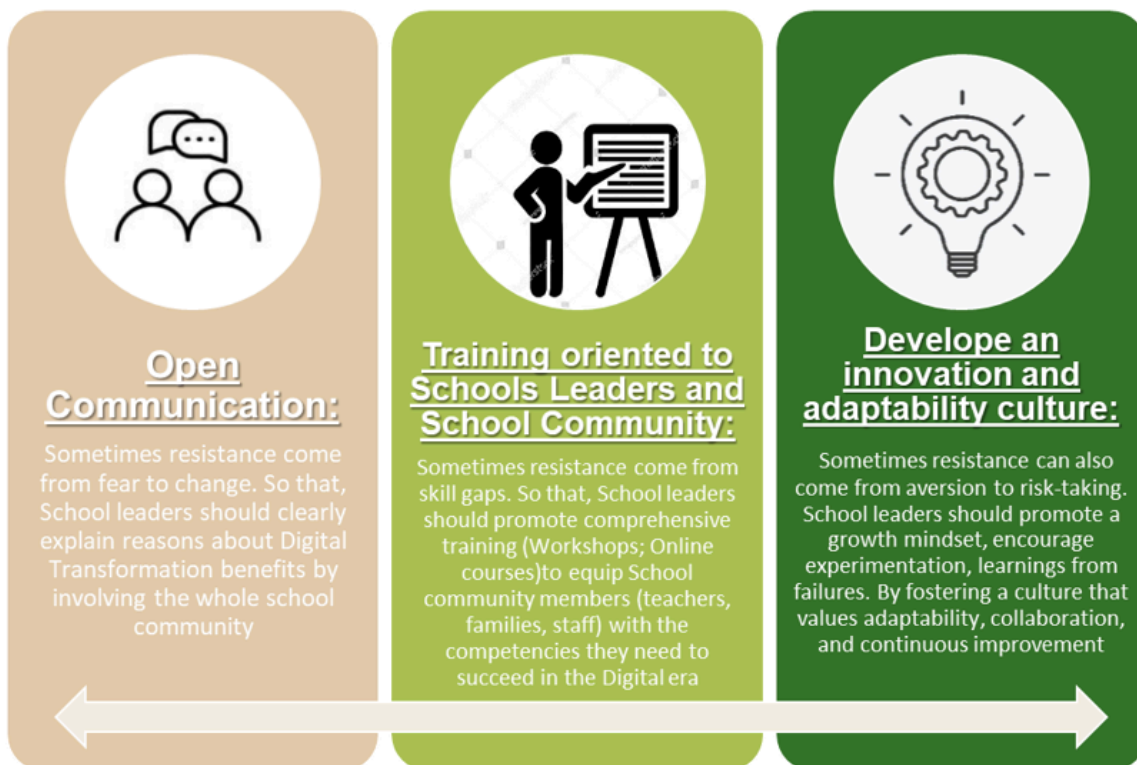 Open
Communication:
Sometimes resistance come
from fear to change. So that,
School leaders should clearly
explain reasons about Digital
Transformation benefits by
involving the whole school
community
Training oriented to
Schools Leaders and
School Community:
Sometimes resistance come from
skill gaps. So that, School leaders
should promote comprehensive
training (Workshops; Online
courses)to equip School
community members (teachers,
families, staff) with the
competencies they need to
succeed in the Digital era
Develope an
innovation and
adaptability culture:
Sometimes resistance can also
come from aversion to risk-taking.
School leaders should promote a
growth mindset, encourage
experimentation, learnings from
failures. By fostering a culture that
values adaptability, collaboration,
and continuous improvement